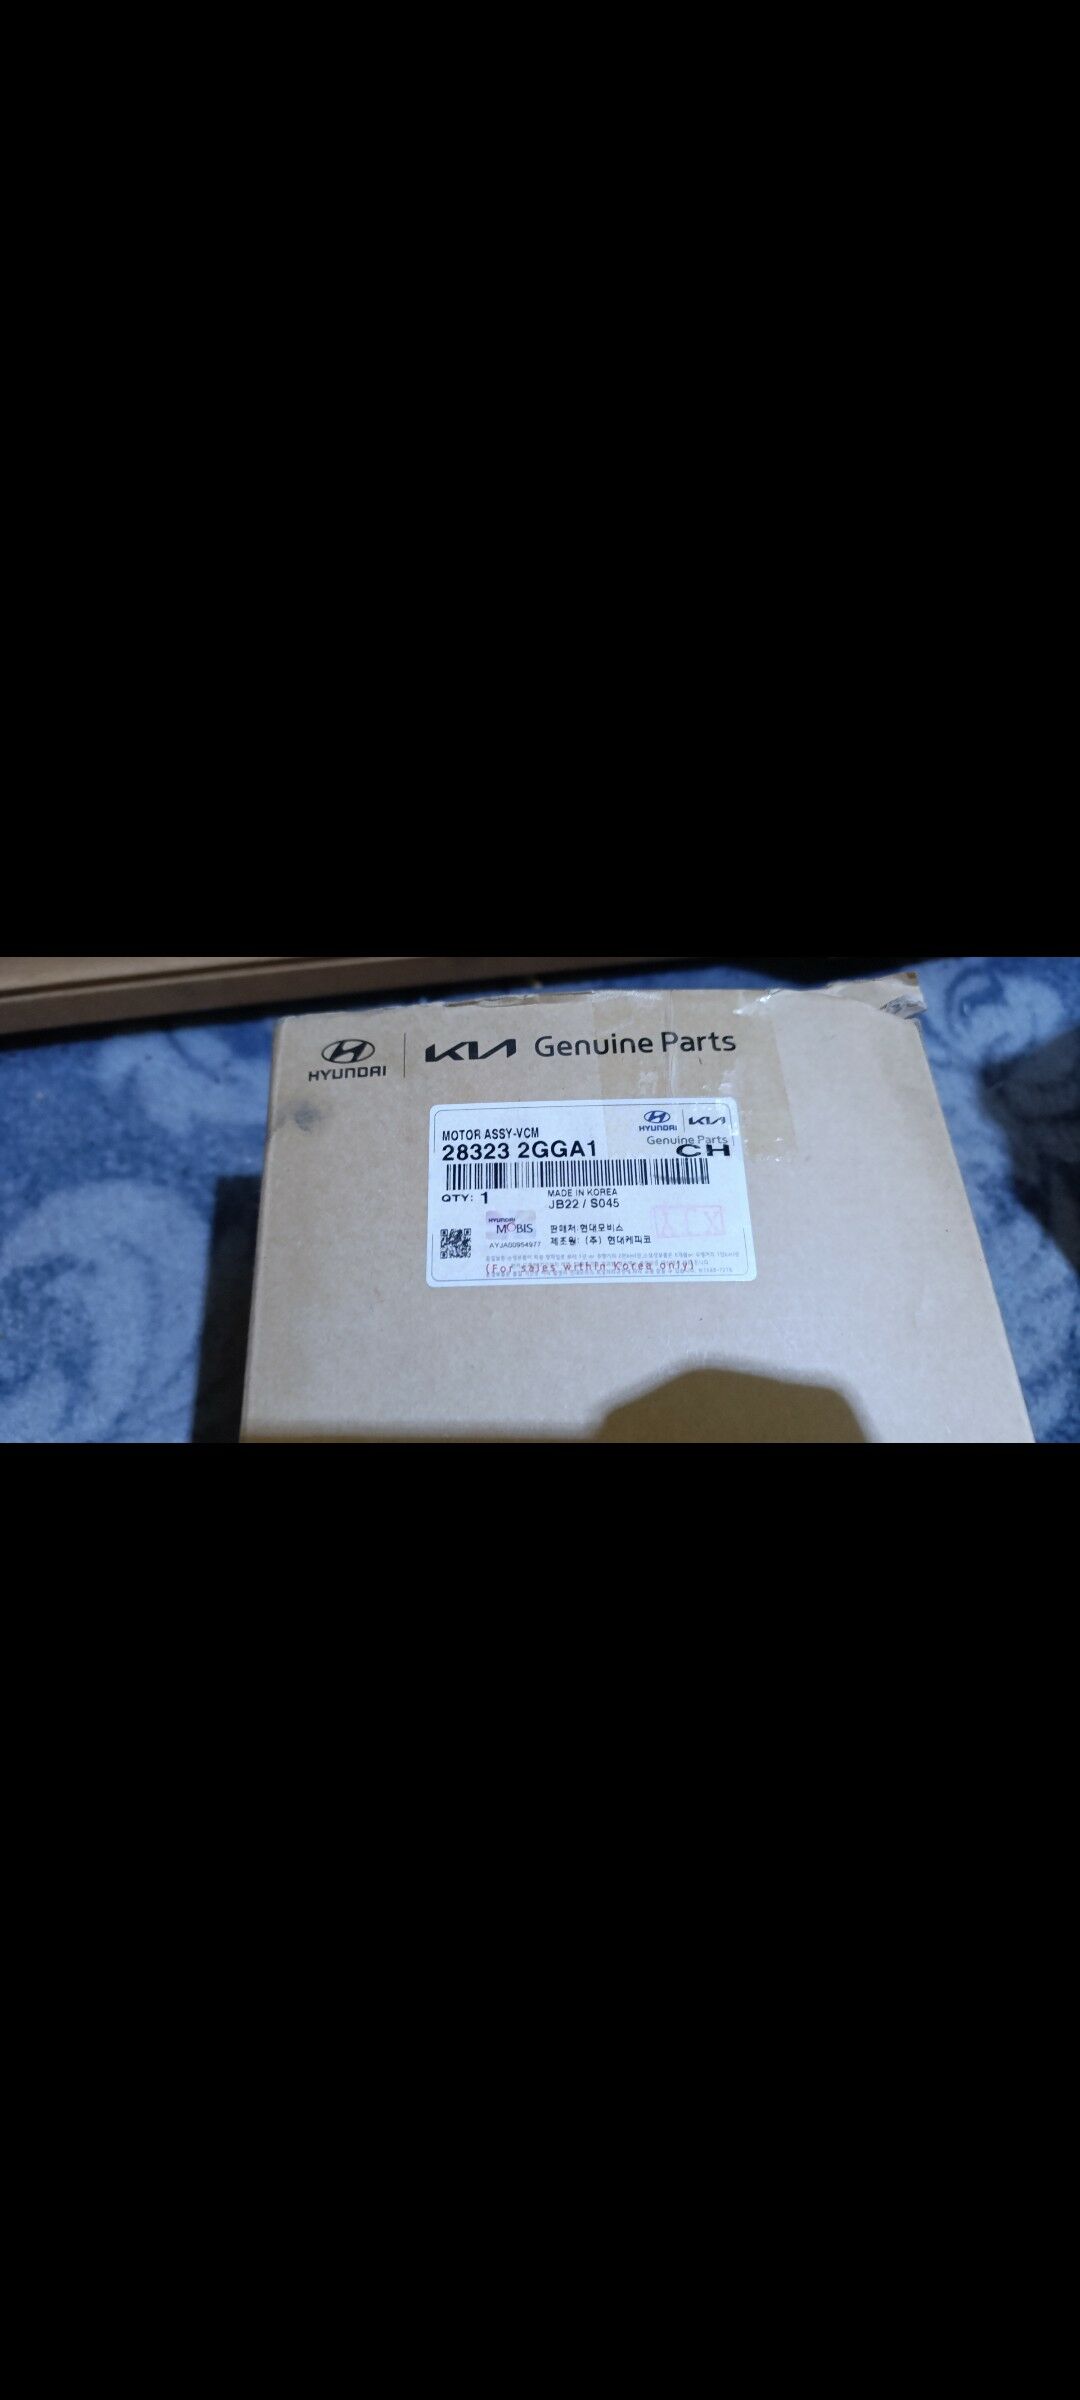 HYUNDAI KIA Genuine Parts
HYUNDAI KIA
Genuine Parts
MOTOR ASSY-VCM
28323 2GGA1
CH
QTY: 1
MADE IN KOREA
JB22 / S045
HYUNDAI
MOBIS
AYJA00954977
판매처:현대모비스
제조원: (주) 현대케피코
(For sales within Korea only)